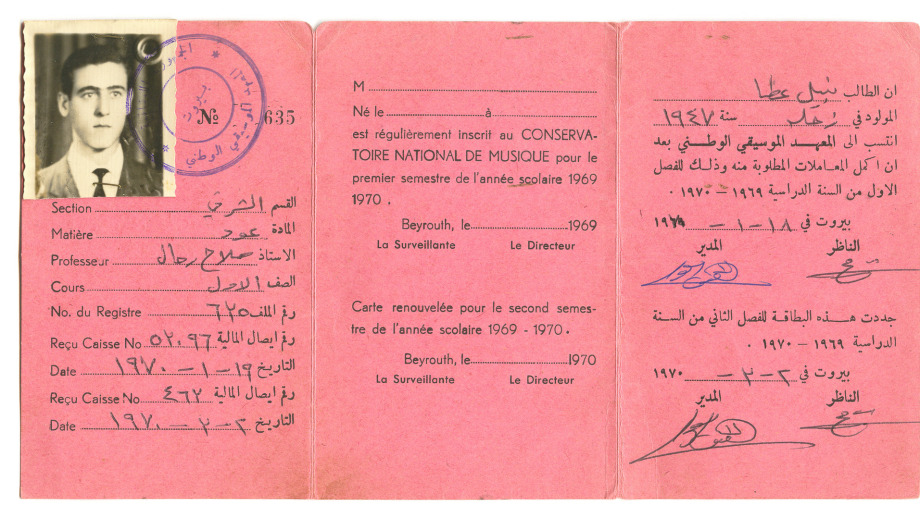 الموسيقي الوطني
بيروت
№ 635
القسم الشرقي Section
المادة عود Matière
الاستاذ صلاح رحال Professeur
الصف الاول Cours
رقم الملف ٦٢٥ No. du Registre
رقم ايصال المالية ٥٢٠٩٦ Reçu Caisse No
التاريخ ١٩ – ١ – ١٩٧٠ Date
رقم ايصال المالية ٤٦٢ Reçu Caisse No
التاريخ ٢ – ٣ – ١٩٧٠ Date
M
Né le à
est régulièrement inscrit au CONSERVA-
TOIRE NATIONAL DE MUSIQUE pour le
premier semestre de l'année scolaire 1969
1970 .
Beyrouth, le 1969
La Surveillante Le Directeur
Carte renouvelée pour le second semes-
tre de l'année scolaire 1969 - 1970 .
Beyrouth, le 1970
La Surveillante Le Directeur
ان الطالب نبيل عطا
المولود في سنة ١٩٤٧
انتسب الى المعهد الموسيقي الوطني بعد
ان اكمل المعاملات المطلوبة منه وذلك للفصل
الاول من السنة الدراسية ١٩٦٩ – ١٩٧٠ .
بيروت في ١٨ – ١ –
الناظر المدير
جددت هذه البطاقة للفصل الثاني من السنة
الدراسية ١٩٦٩ – ١٩٧٠ .
بيروت في ٢ – ٣ – ١٩٧٠
الناظر المدير